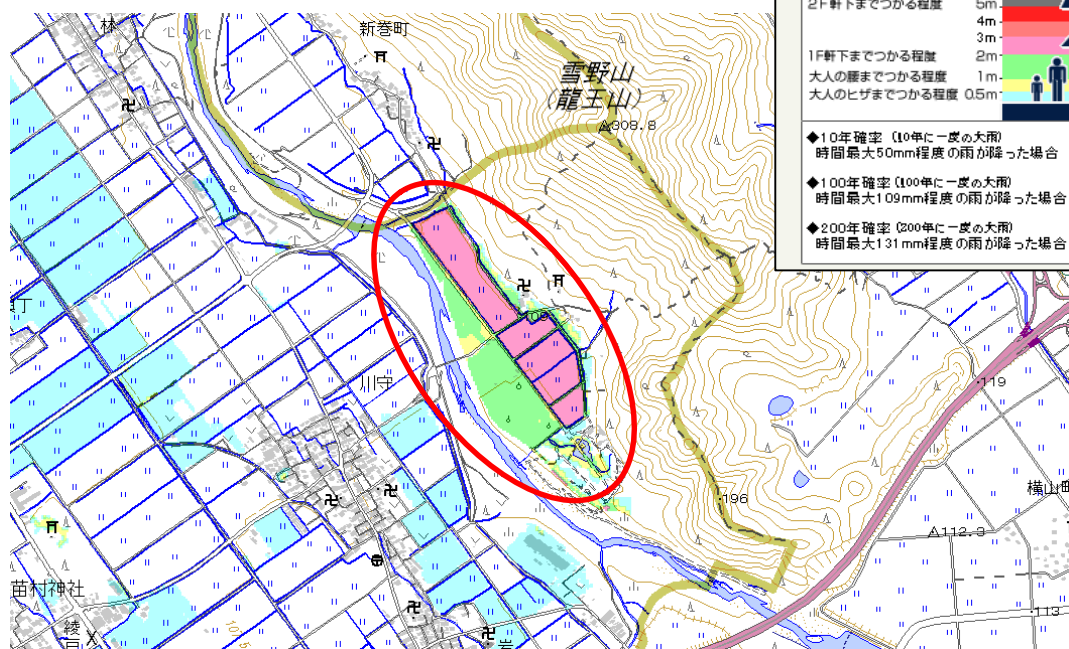 2F軒下までつかる程度 5m
4m
3m
1F軒下までつかる程度 2m
大人の腰までつかる程度 1m
大人のヒザまでつかる程度 0.5m
◆10年確率 (10年に一度の大雨)
時間最大50mm程度の雨が降った場合
◆100年確率 (100年に一度の大雨)
時間最大109mm程度の雨が降った場合
◆200年確率 (200年に一度の大雨)
時間最大131mm程度の雨が降った場合
林
新巻町
雪野山
(龍王山)
308.8
丁
川守
119
196
横山町
112.3
113
苗村神社
綾
戸
岩